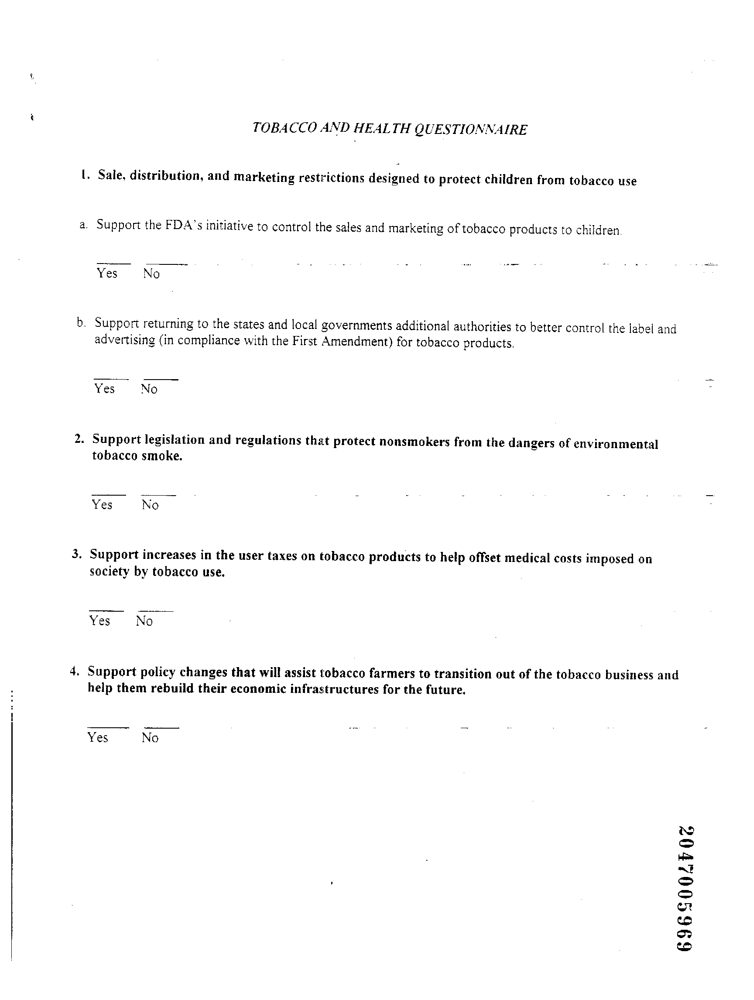 TOBACCO AND HEALTH QUESTIONNAIRE
1. Sale, distribution, and marketing restrictions designed to protect children from tobacco use
a. Support the FDA's initiative to control the sales and marketing of tobacco products to children.
Yes No
b. Support returning to the states and local governments additional authorities to better control the label and
advertising (in compliance with the First Amendment) for tobacco products.
Yes No
2. Support legislation and regulations that protect nonsmokers from the dangers of environmental
tobacco smoke.
Yes No
3. Support increases in the user taxes on tobacco products to help offset medical costs imposed on
society by tobacco use.
Yes No
4. Support policy changes that will assist tobacco farmers to transition out of the tobacco business and
help them rebuild their economic infrastructures for the future.
Yes No
2047005969